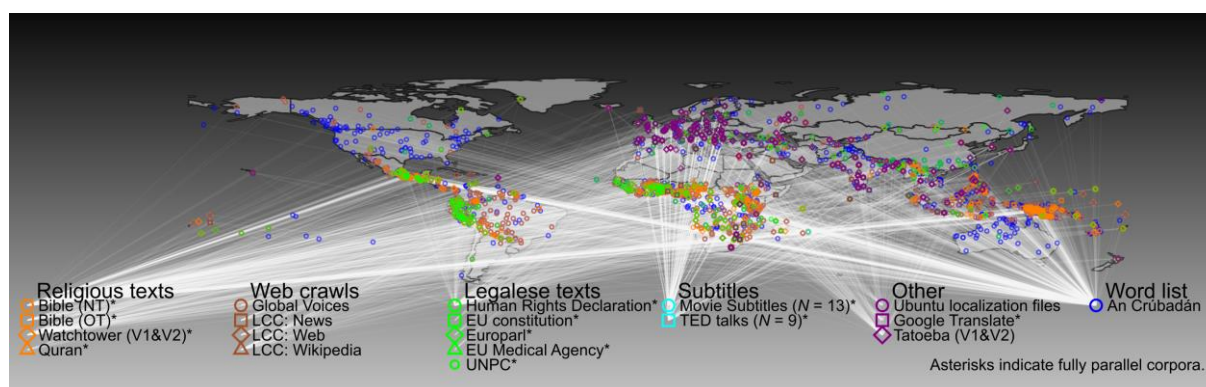 Religious texts
Bible (NT)*
Bible (OT)*
Watchtower (V1&V2)*
Quran*
Web crawls
Global Voices
LCC: News
LCC: Web
LCC: Wikipedia
Legalese texts
Human Rights Declaration*
EU constitution*
Europarl*
EU Medical Agency*
UNPC*
Subtitles
Movie Subtitles (N = 13)*
TED talks (N = 9)*
Other
Ubuntu localization files
Google Translate*
Tatoeba (V1&V2)
Word list
An Crúbadán
Asterisks indicate fully parallel corpora.